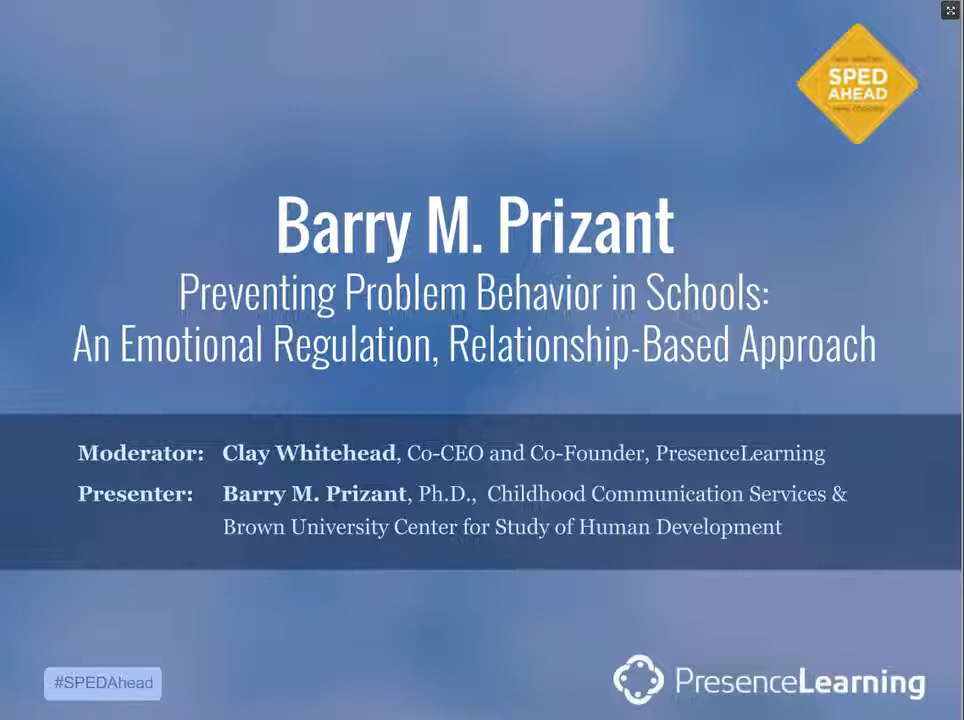 SPED
AHEAD
Barry M. Prizant
Preventing Problem Behavior in Schools:
An Emotional Regulation, Relationship-Based Approach
Moderator: Clay Whitehead, Co-CEO and Co-Founder, PresenceLearning
Presenter: Barry M. Prizant, Ph.D., Childhood Communication Services &
Brown University Center for Study of Human Development
#SPEDAhead
PresenceLearning